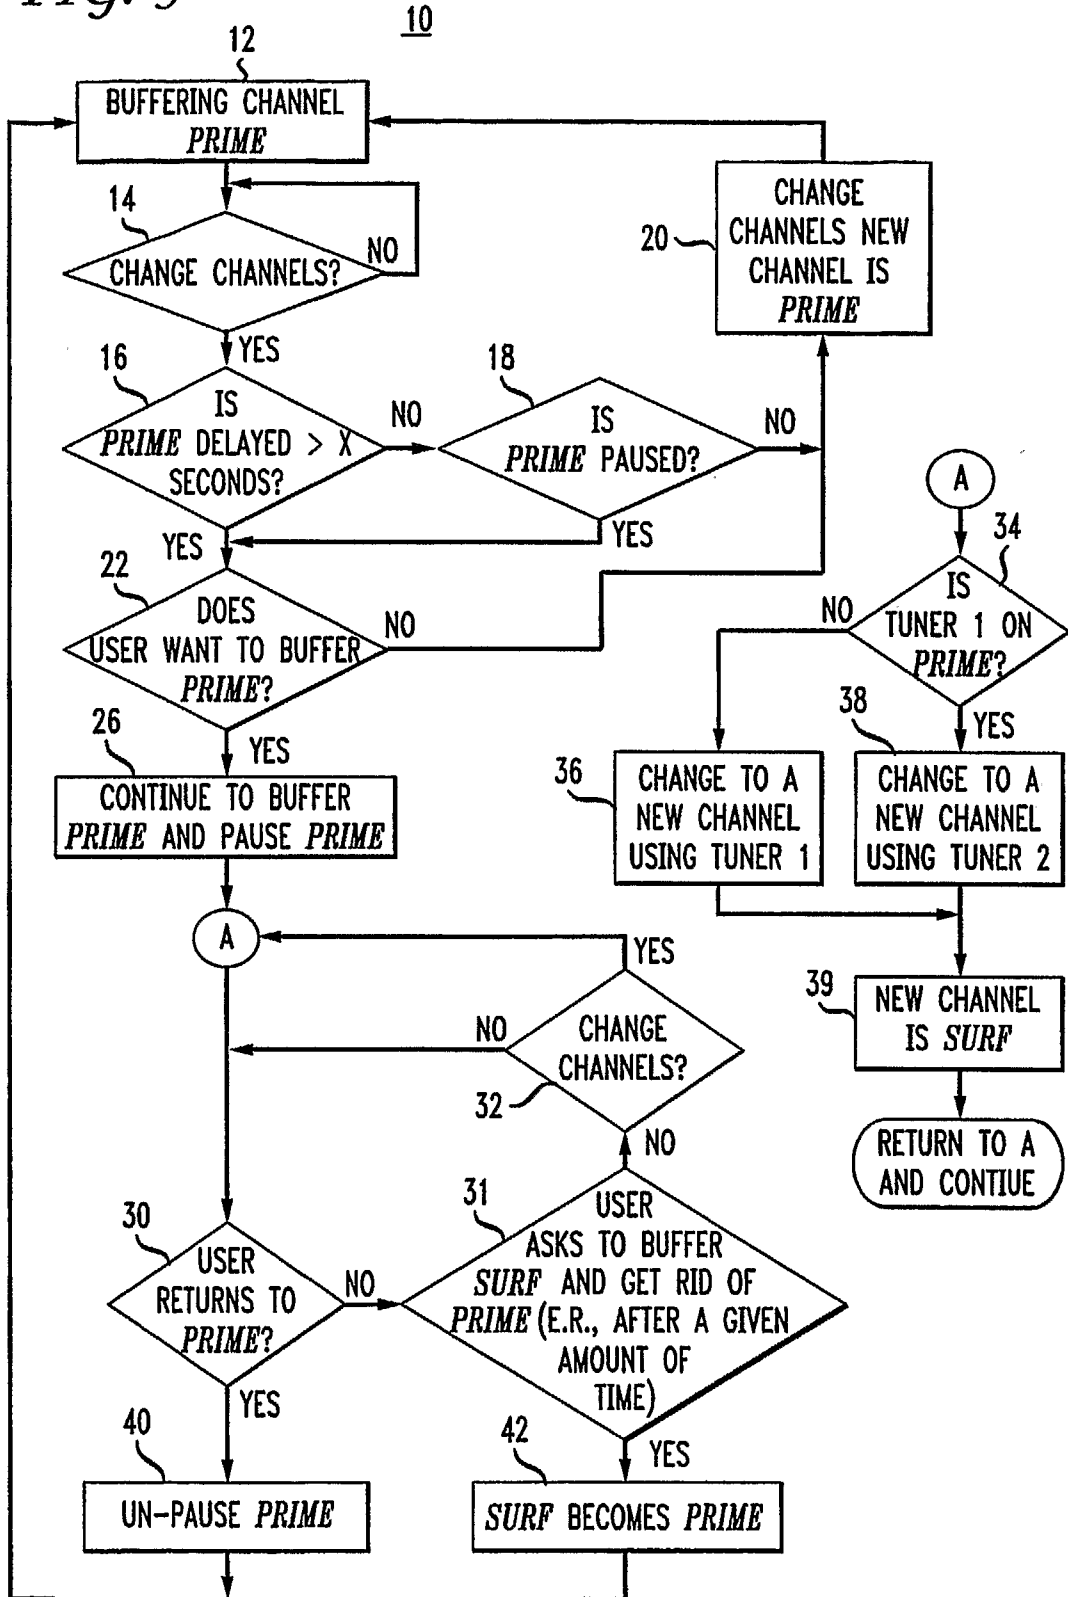 10
12
BUFFERING CHANNEL
PRIME
14
CHANGE CHANNELS?
NO
YES
CHANGE
CHANNELS NEW
CHANNEL IS
PRIME
20
16
IS
PRIME DELAYED > X
SECONDS?
NO
YES
18
IS
PRIME PAUSED?
NO
YES
22
DOES
USER WANT TO BUFFER
PRIME?
NO
YES
26
CONTINUE TO BUFFER
PRIME AND PAUSE PRIME
A
A
34
IS
TUNER 1 ON
PRIME?
NO
YES
36
CHANGE TO A
NEW CHANNEL
USING TUNER 1
38
CHANGE TO A
NEW CHANNEL
USING TUNER 2
39
NEW CHANNEL
IS SURF
RETURN TO A
AND CONTIUE
YES
NO
CHANGE
CHANNELS?
32
NO
30
USER
RETURNS TO
PRIME?
NO
YES
31
USER
ASKS TO BUFFER
SURF AND GET RID OF
PRIME (E.R., AFTER A GIVEN
AMOUNT OF
TIME)
YES
40
UN-PAUSE PRIME
42
SURF BECOMES PRIME